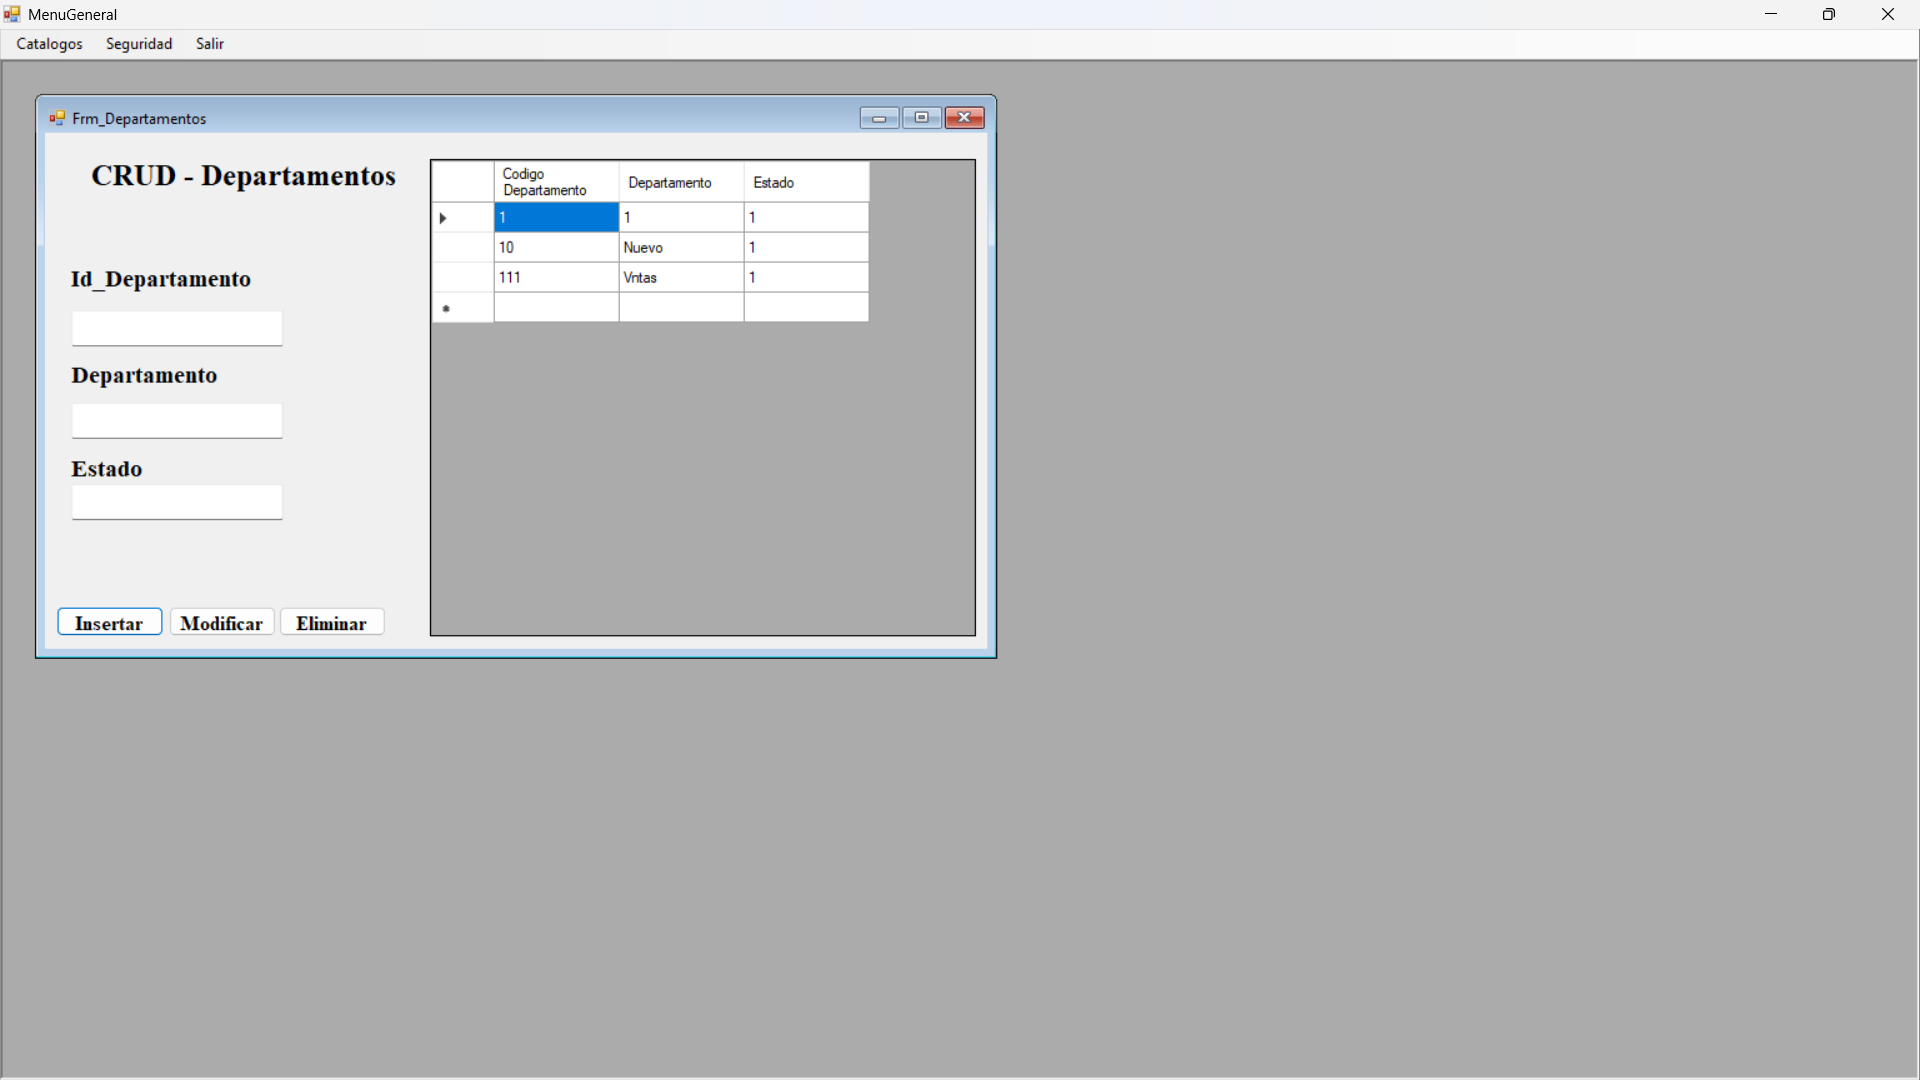 MenuGeneral
Catalogos Seguridad Salir
Frm_Departamentos
CRUD - Departamentos
Id_Departamento
Departamento
Estado
Insertar Modificar Eliminar
Codigo Departamento Departamento Estado
1 1 1
10 Nuevo 1
111 Vntas 1